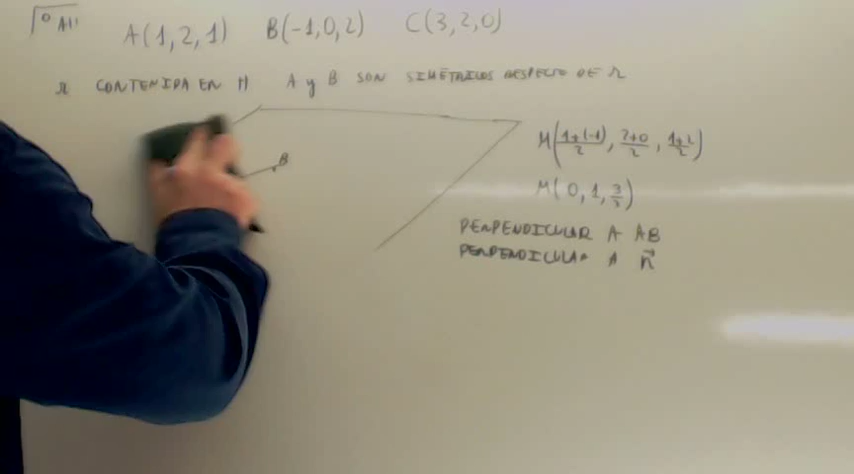 A(1,2,1) B(-1,0,2) C(3,2,0)
r CONTENIDA EN Π A y B SON SIMÉTRICOS RESPECTO DE r
B
M(1+(-1)/2, 2+0/2, 1+2/2)
M(0,1,3/2)
PERPENDICULAR A AB
PERPENDICULAR A n⃗